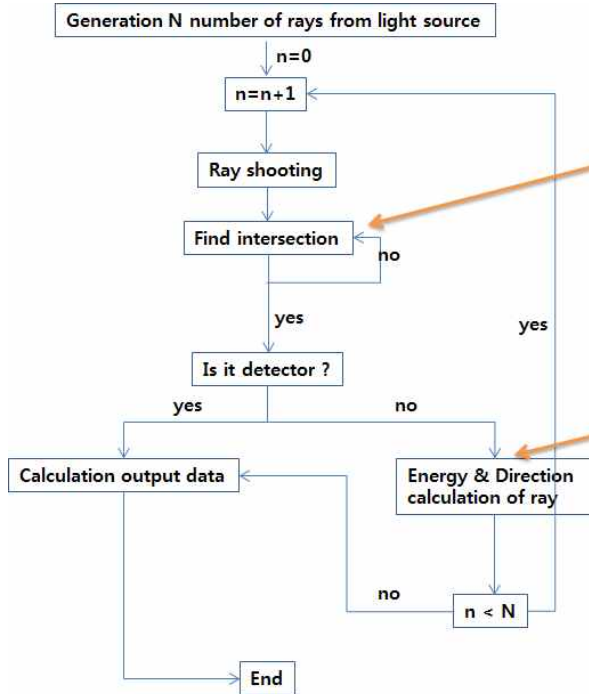 Generation N number of rays from light source
n=0
n=n+1
Ray shooting
Find intersection
no
yes
yes
Is it detector ?
yes
no
Calculation output data
Energy & Direction
calculation of ray
no
n < N
End